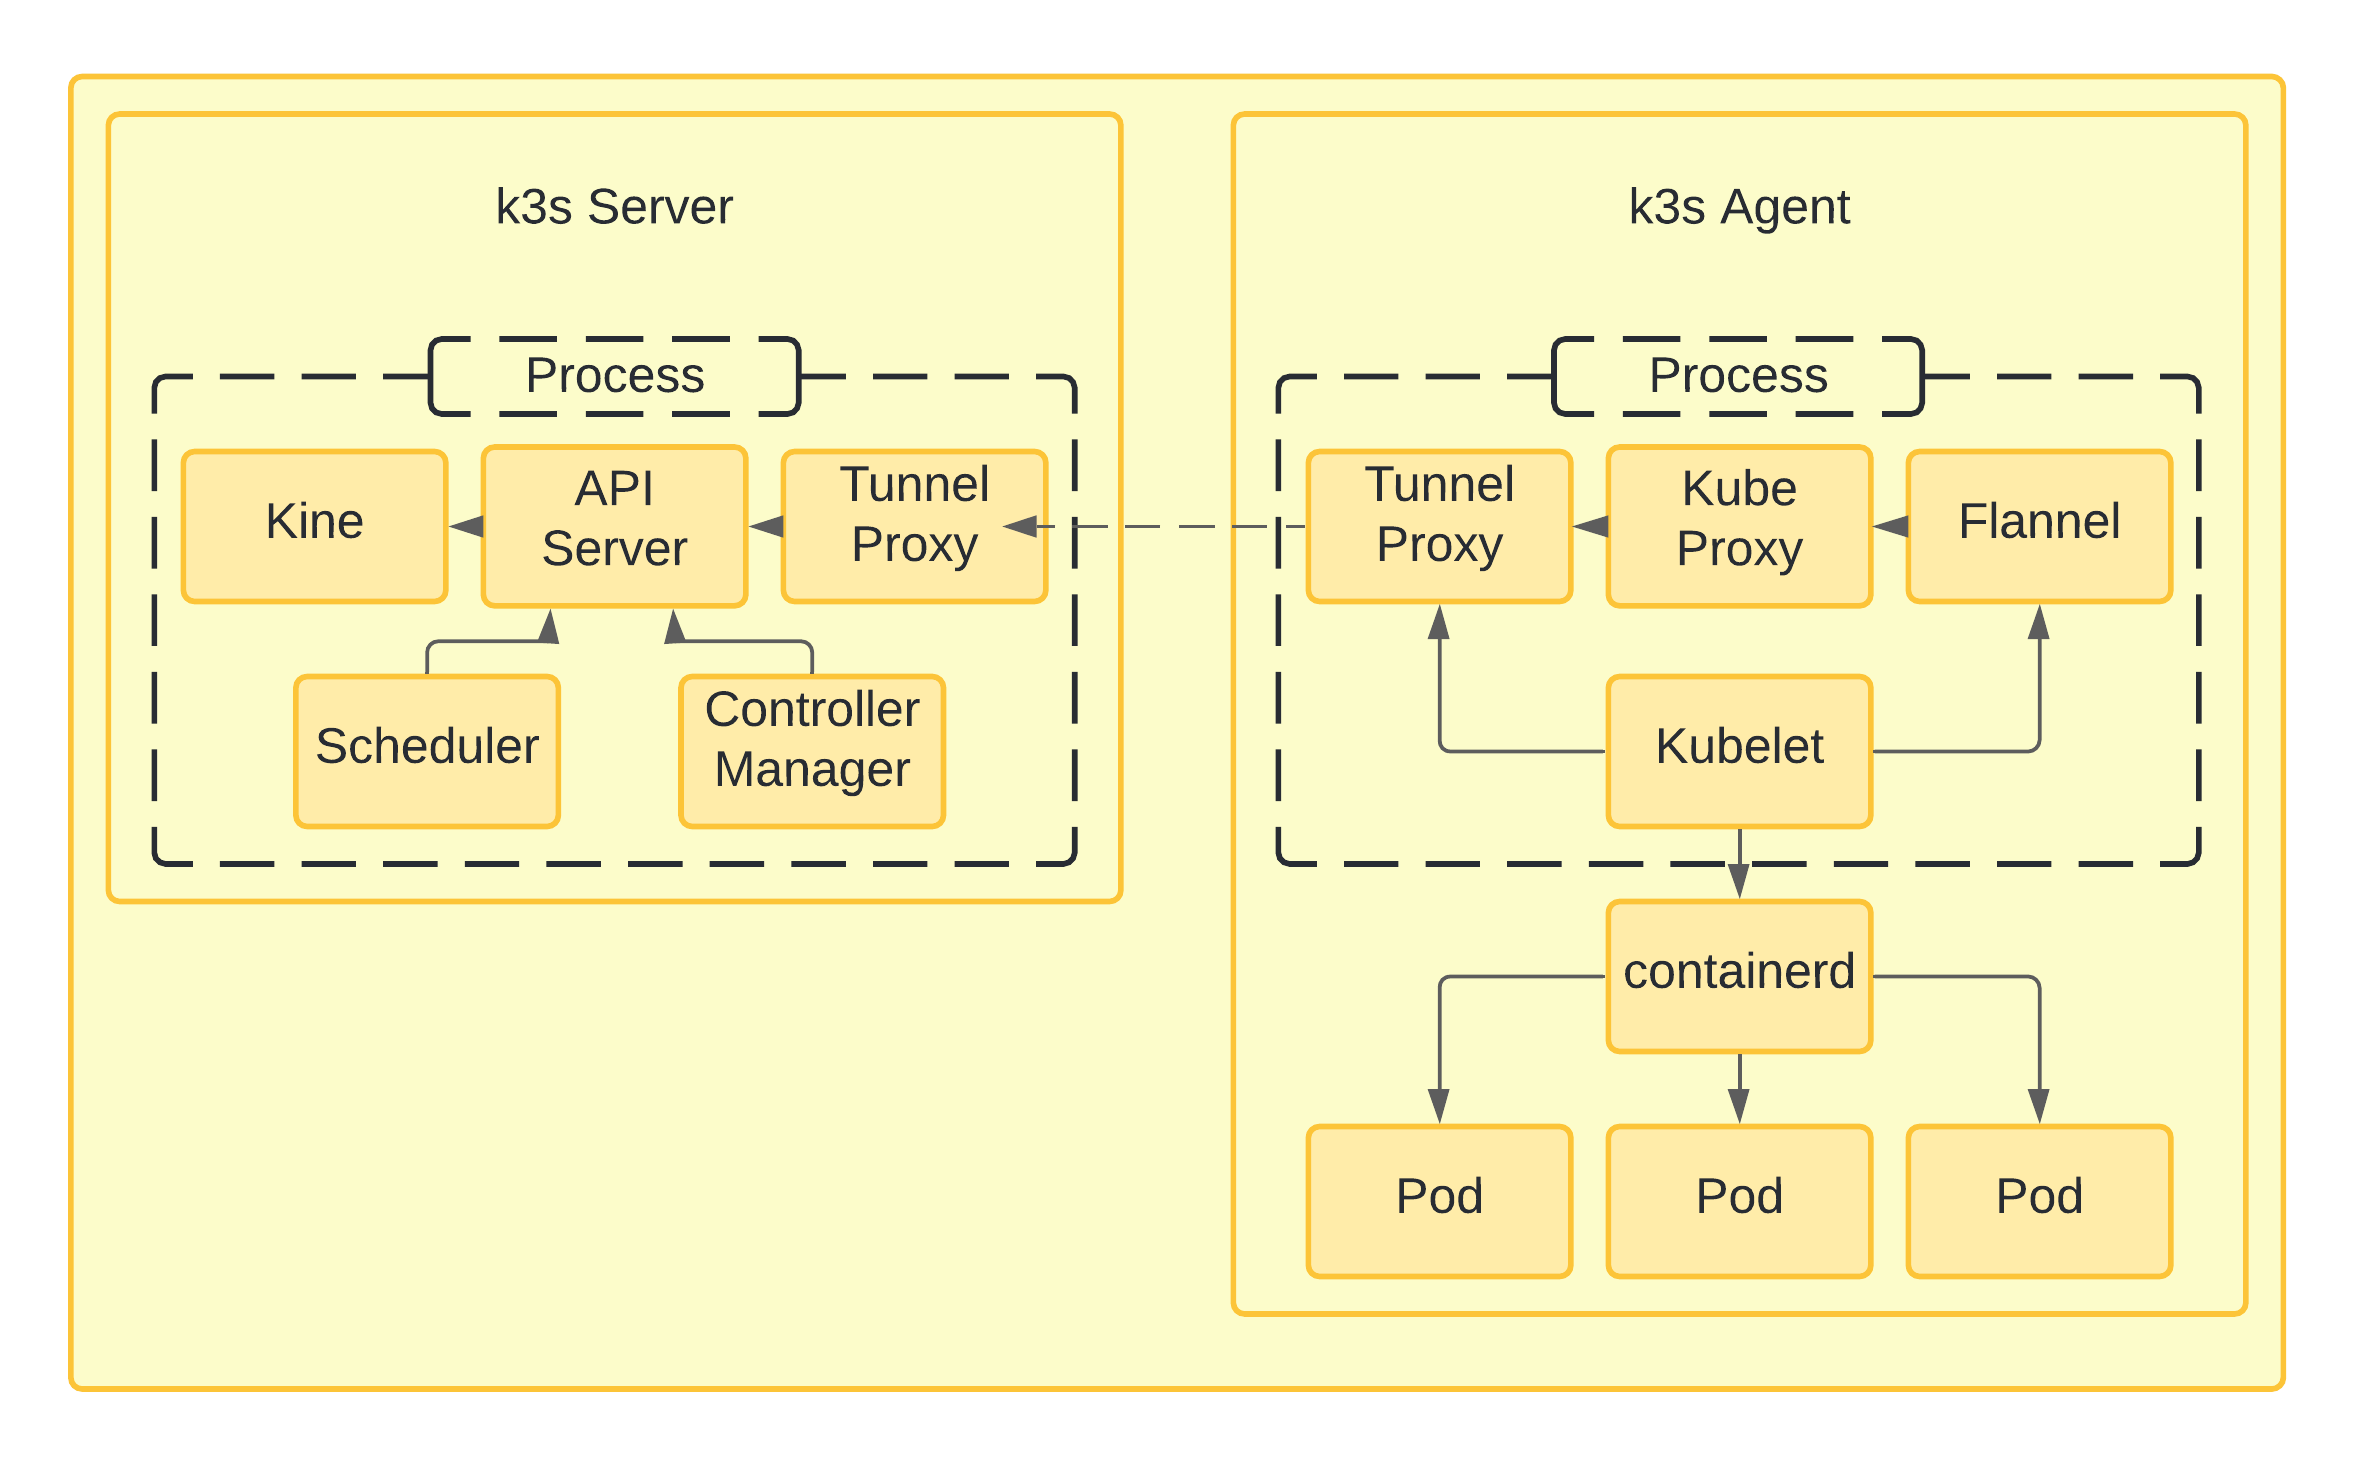 k3s Server
Process
Kine
API
Server
Tunnel
Proxy
Scheduler
Controller
Manager
k3s Agent
Process
Tunnel
Proxy
Kube
Proxy
Flannel
Kubelet
containerd
Pod
Pod
Pod